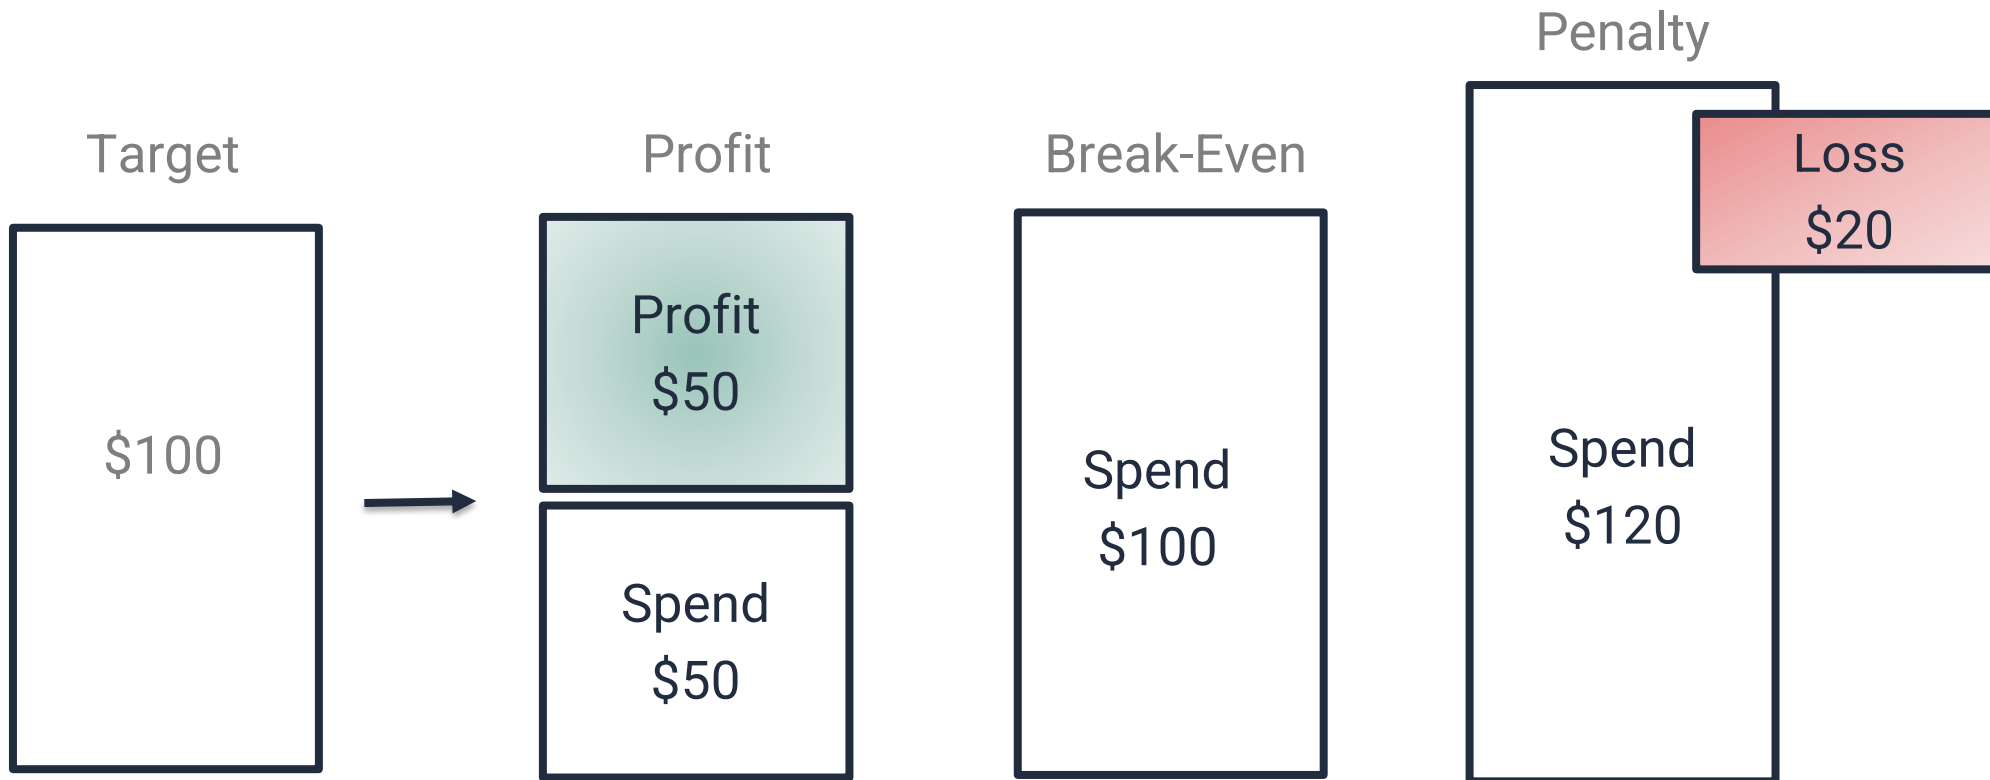 Target
$100
Profit
Profit
$50
Spend
$50
Break-Even
Spend
$100
Penalty
Loss
$20
Spend
$120